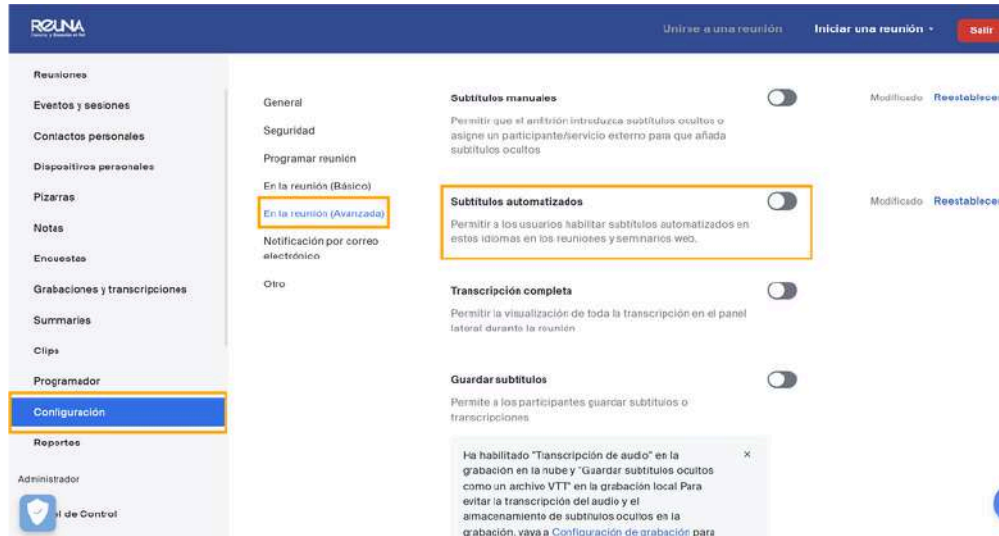 REUNA
Unirse a una reunión
Iniciar una reunión
Salir
Reuniones
Eventos y sesiones
Contactos personales
Dispositivos personales
Pizarras
Notas
Encuestas
Grabaciones y transcripciones
Summaries
Clips
Programador
Configuración
Reportes
Administrador
el de Control
General
Seguridad
Programar reunión
En la reunión (Básico)
En la reunión (Avanzada)
Notificación por correo
electrónico
Otro
Subtítulos manuales
Modificado Reestablecer
Permitir que el anfitrión introduzca subtítulos ocultos o
asigne un participante/servicio externo para que añada
subtítulos ocultos
Subtítulos automatizados
Modificado Reestablecer
Permitir a los usuarios habilitar subtítulos automatizados en
estos idiomas en los reuniones y seminarios web.
Transcripción completa
Permitir la visualización de toda la transcripción en el panel
lateral durante la reunión
Guardar subtítulos
Permite a los participantes guardar subtítulos o
transcripciones
Ha habilitado "Transcripción de audio" en la
grabación en la nube y "Guardar subtítulos ocultos
como un archivo VTT" en la grabación local Para
evitar la transcripción del audio y el
almacenamiento de subtítulos ocultos en la
grabación, vaya a Configuración de grabación para